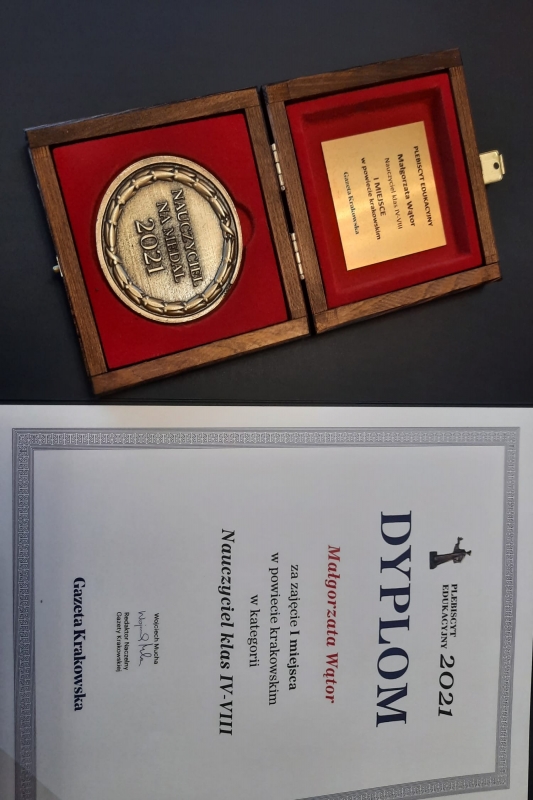 NAUCZYCIEL
NA MEDAL
2021
PLEBISCYT EDUKACYJNY
Małgorzata Wątor
Nauczyciel klas IV-VIII
I MIEJSCE
w powiecie krakowskim
Gazeta Krakowska
PLEBISCYT
EDUKACYJNY 2021
DYPLOM
Małgorzata Wątor
za zajęcie I miejsca
w powiecie krakowskim
w kategorii
Nauczyciel klas IV-VIII
Wojciech Mucha
Redaktor Naczelny
Gazety Krakowskiej
Gazeta Krakowska